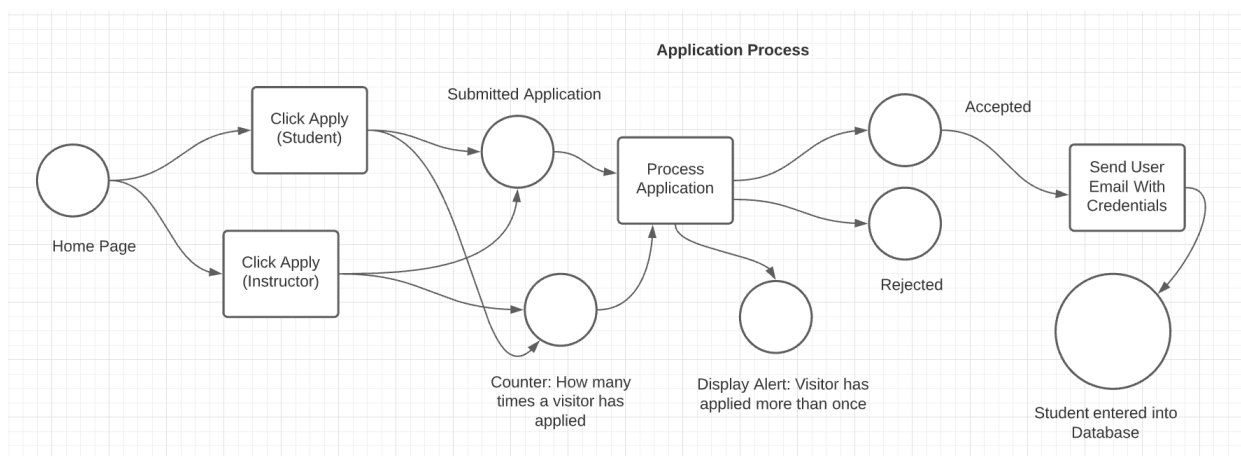 Application Process
Home Page
Click Apply
(Student)
Click Apply
(Instructor)
Submitted Application
Counter: How many
times a visitor has
applied
Process
Application
Display Alert: Visitor has
applied more than once
Accepted
Rejected
Send User
Email With
Credentials
Student entered into
Database